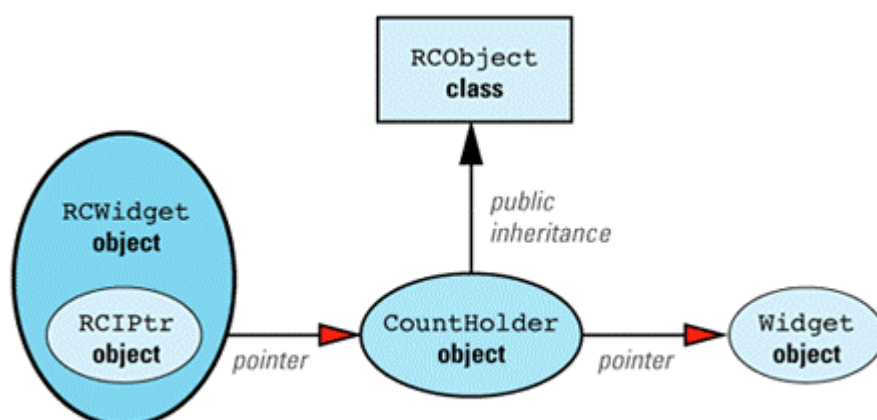 RCObject
class
RCWidget
object
public
inheritance
RCIPtr
object
pointer
CountHolder
object
pointer
Widget
object